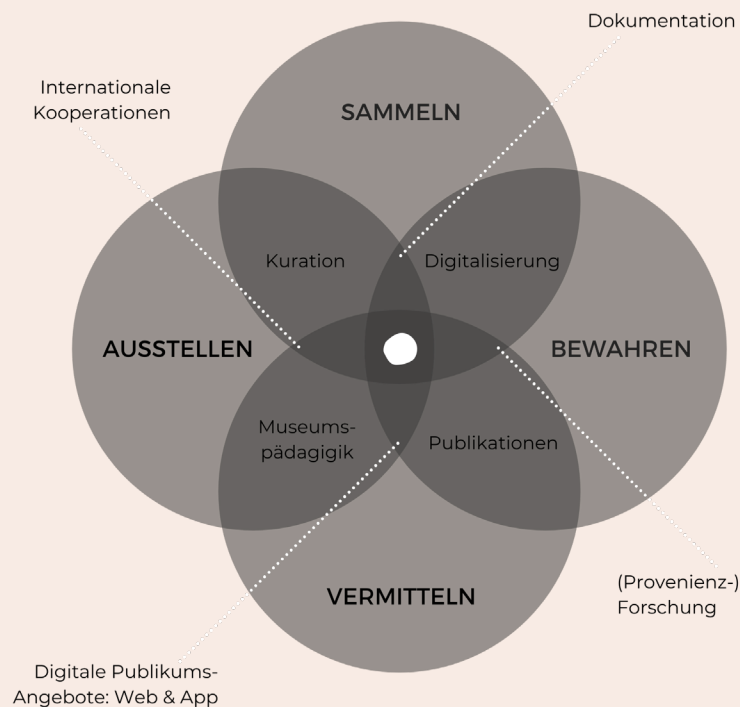 Dokumentation
Internationale
Kooperationen
SAMMELN
Kuration
Digitalisierung
AUSSTELLEN
BEWAHREN
Museums-
pädagigik
Publikationen
VERMITTELN
(Provenienz-)
Forschung
Digitale Publikums-
Angebote: Web & App